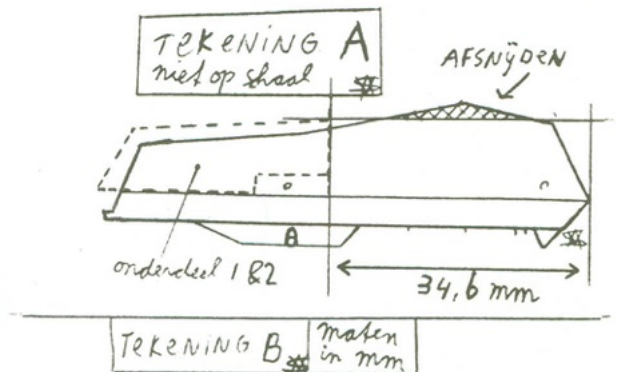 TEKENING A
niet op schaal
AFSNIJDEN
A
onderdeel 1 & 2
34,6 mm
TEKENING B
maten
in mm